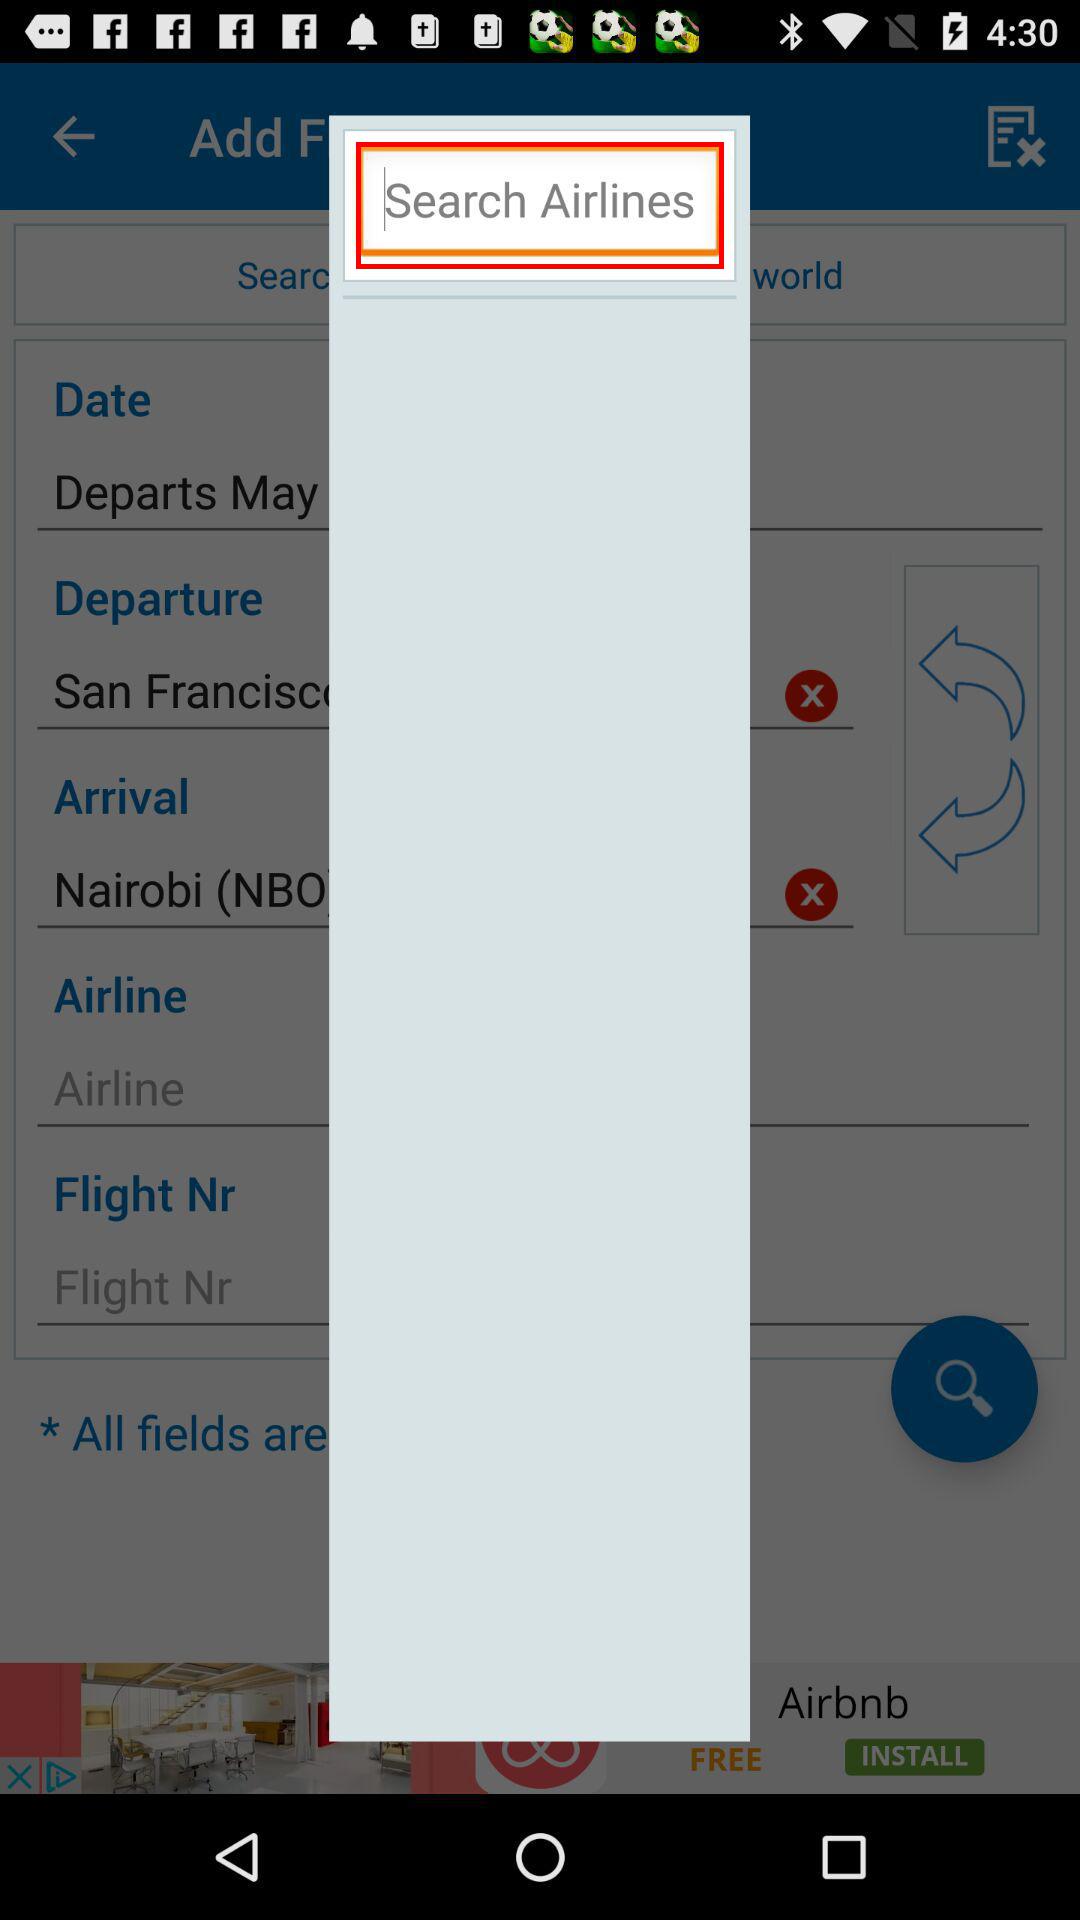 4:30
Add F
Search Airlines
Searc
world
Date
Departs May
Departure
San Francisco
Arrival
Nairobi (NBO)
Airline
Airline
Flight Nr
Flight Nr
* All fields are
Airbnb
FREE
INSTALL